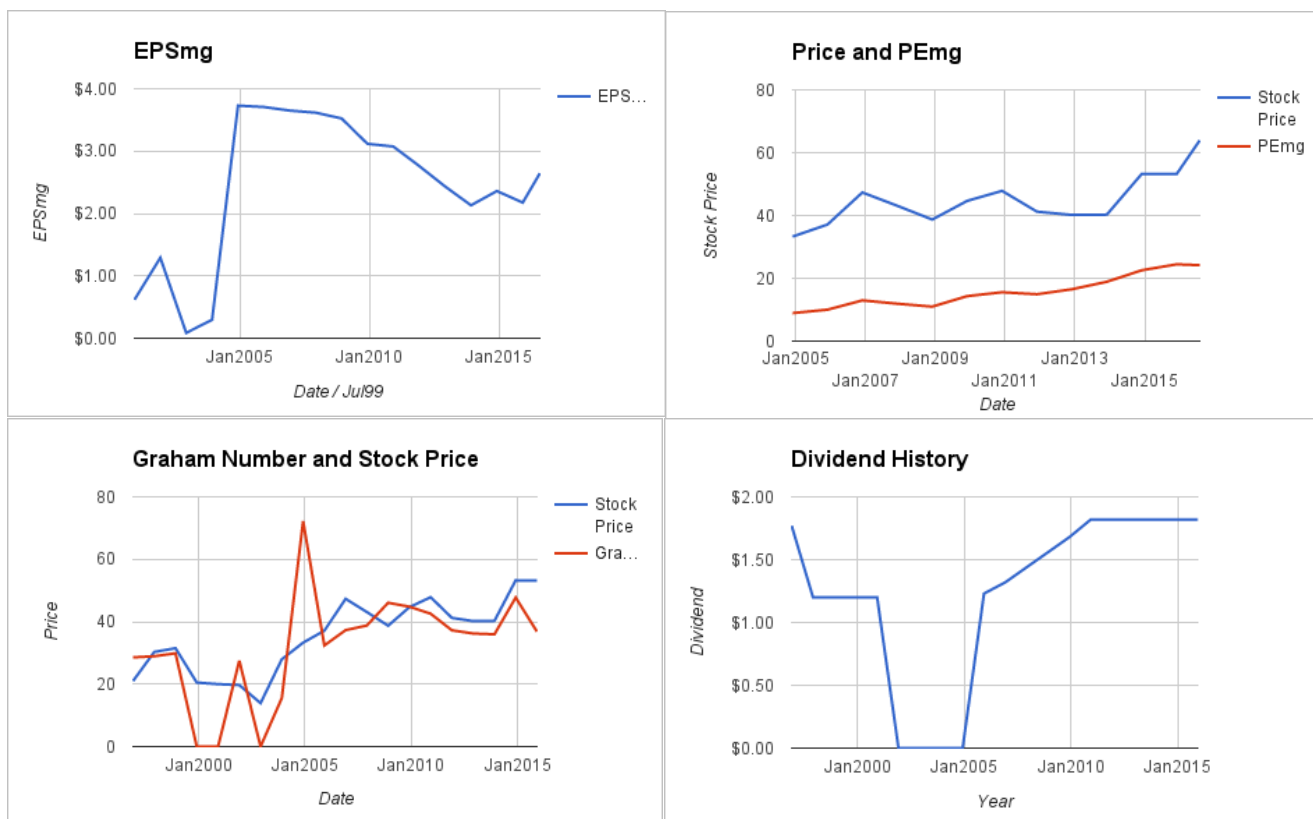 EPSmg
$4.00
$3.00
$2.00
$1.00
$0.00
EPSmg
Jan2005
Jan2010
Jan2015
Date / Jul99
EPS...
Price and PEmg
80
60
40
20
0
Stock Price
Jan2005
Jan2007
Jan2009
Jan2011
Jan2013
Jan2015
Date
Stock
Price
PEmg
Graham Number and Stock Price
80
60
40
20
0
Price
Jan2000
Jan2005
Jan2010
Jan2015
Date
Stock
Price
Gra...
Dividend History
$2.00
$1.50
$1.00
$0.50
$0.00
Dividend
Jan2000
Jan2005
Jan2010
Jan2015
Year